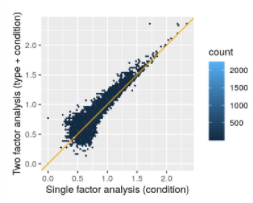 Two factor analysis (type + condition)
2.0
1.5
1.0
0.5
0.0
0.0 0.5 1.0 1.5 2.0
Single factor analysis (condition)
count
2000
1500
1000
500